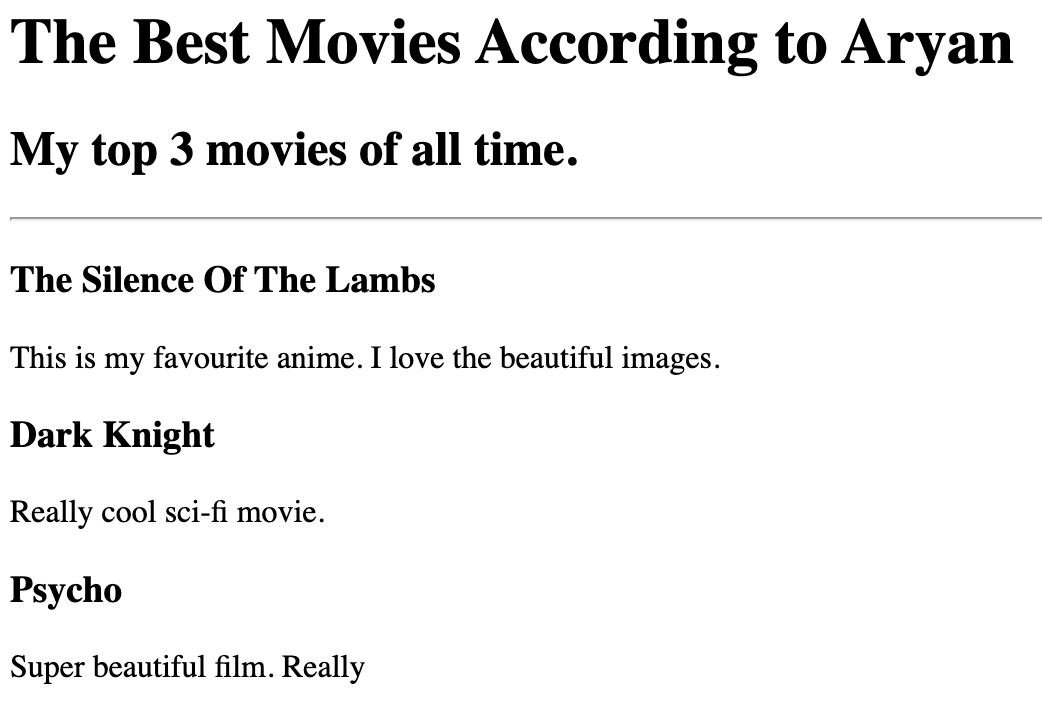 The Best Movies According to Aryan
My top 3 movies of all time.
The Silence Of The Lambs
This is my favourite anime. I love the beautiful images.
Dark Knight
Really cool sci-fi movie.
Psycho
Super beautiful film. Really